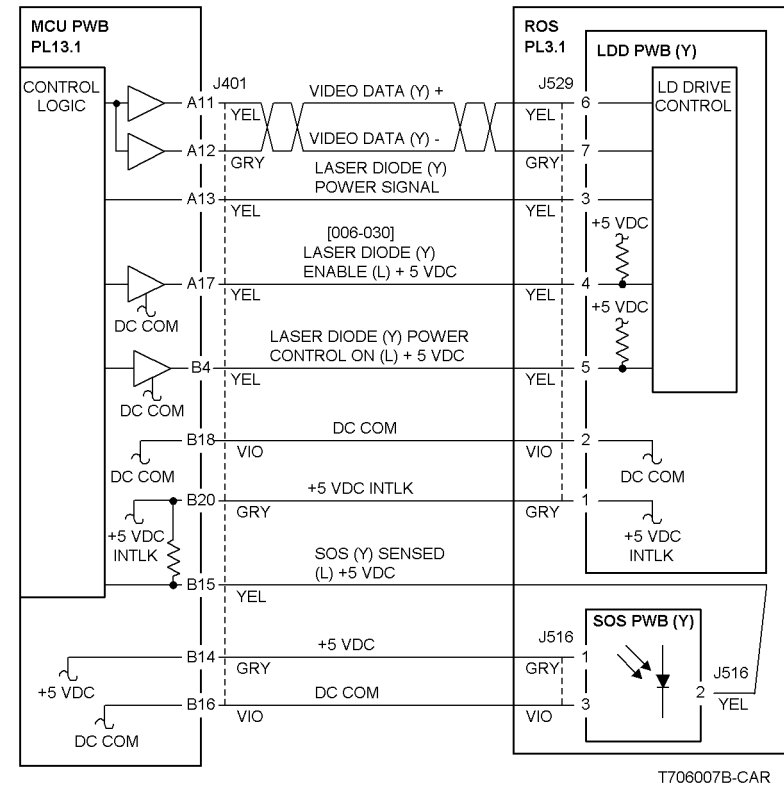 MCU PWB
PL13.1
ROS
PL3.1
LDD PWB (Y)
CONTROL
LOGIC
J401
J529
LD DRIVE
CONTROL
A11
YEL
VIDEO DATA (Y) +
YEL
6
A12
GRY
VIDEO DATA (Y) -
GRY
7
LASER DIODE (Y)
POWER SIGNAL
A13
YEL
YEL
3
+5 VDC
[006-030]
LASER DIODE (Y)
ENABLE (L) + 5 VDC
A17
YEL
YEL
4
DC COM
+5 VDC
LASER DIODE (Y) POWER
CONTROL ON (L) + 5 VDC
B4
YEL
YEL
5
DC COM
B18
VIO
DC COM
VIO
2
DC COM
DC COM
B20
GRY
+5 VDC INTLK
GRY
1
+5 VDC
INTLK
+5 VDC
INTLK
SOS (Y) SENSED
(L) +5 VDC
B15
YEL
SOS PWB (Y)
J516
B14
GRY
+5 VDC
GRY
1
J516
2
YEL
+5 VDC
B16
VIO
DC COM
VIO
3
DC COM
T706007B-CAR